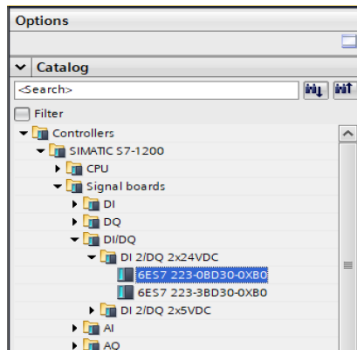 Options
Catalog
<Search>
Filter
Controllers
SIMATIC S7-1200
CPU
Signal boards
DI
DQ
DI/DQ
DI 2/DQ 2x24VDC
6ES7 223-0BD30-0XB0
6ES7 223-3BD30-0XB0
DI 2/DQ 2x5VDC
AI
AQ